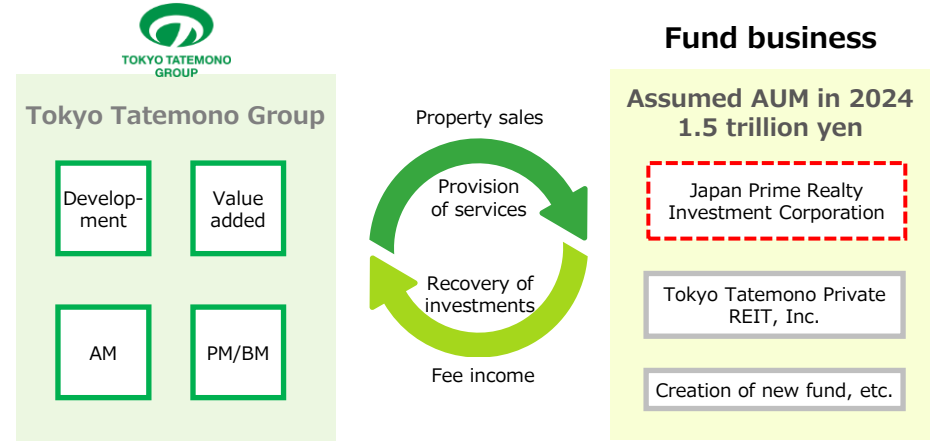 TOKYO TATEMONO
GROUP
Tokyo Tatemono Group
Develop-
ment
Value
added
AM
PM/BM
Property sales
Provision
of services
Recovery of
investments
Fee income
Fund business
Assumed AUM in 2024
1.5 trillion yen
Japan Prime Realty
Investment Corporation
Tokyo Tatemono Private
REIT, Inc.
Creation of new fund, etc.